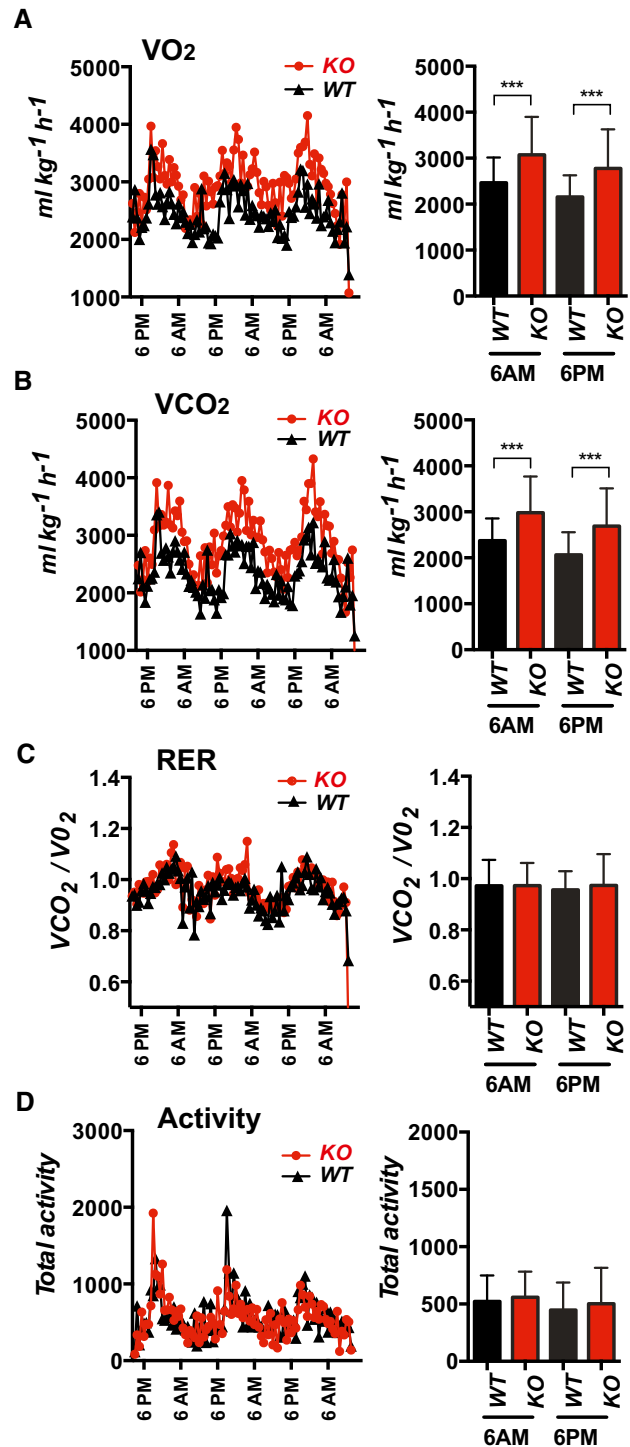 A
VO2
KO
WT
ml kg-1 h-1
5000
4000
3000
2000
1000
6 PM
6 AM
6 PM
6 AM
6 PM
6 AM
ml kg-1 h-1
5000
4000
3000
2000
1000
0
***
***
WT
KO
WT
KO
6AM
6PM
B
VCO2
KO
WT
ml kg-1 h-1
5000
4000
3000
2000
1000
6 PM
6 AM
6 PM
6 AM
6 PM
6 AM
ml kg-1 h-1
5000
4000
3000
2000
1000
0
***
***
WT
KO
WT
KO
6AM
6PM
C
RER
KO
WT
VCO2 / V02
1.4
1.2
1.0
0.8
0.6
6 PM
6 AM
6 PM
6 AM
6 PM
6 AM
VCO2 / V02
1.4
1.2
1.0
0.8
0.6
WT
KO
WT
KO
6AM
6PM
D
Activity
KO
WT
Total activity
3000
2000
1000
0
6 PM
6 AM
6 PM
6 AM
6 PM
6 AM
Total activity
2000
1500
1000
500
0
WT
KO
WT
KO
6AM
6PM